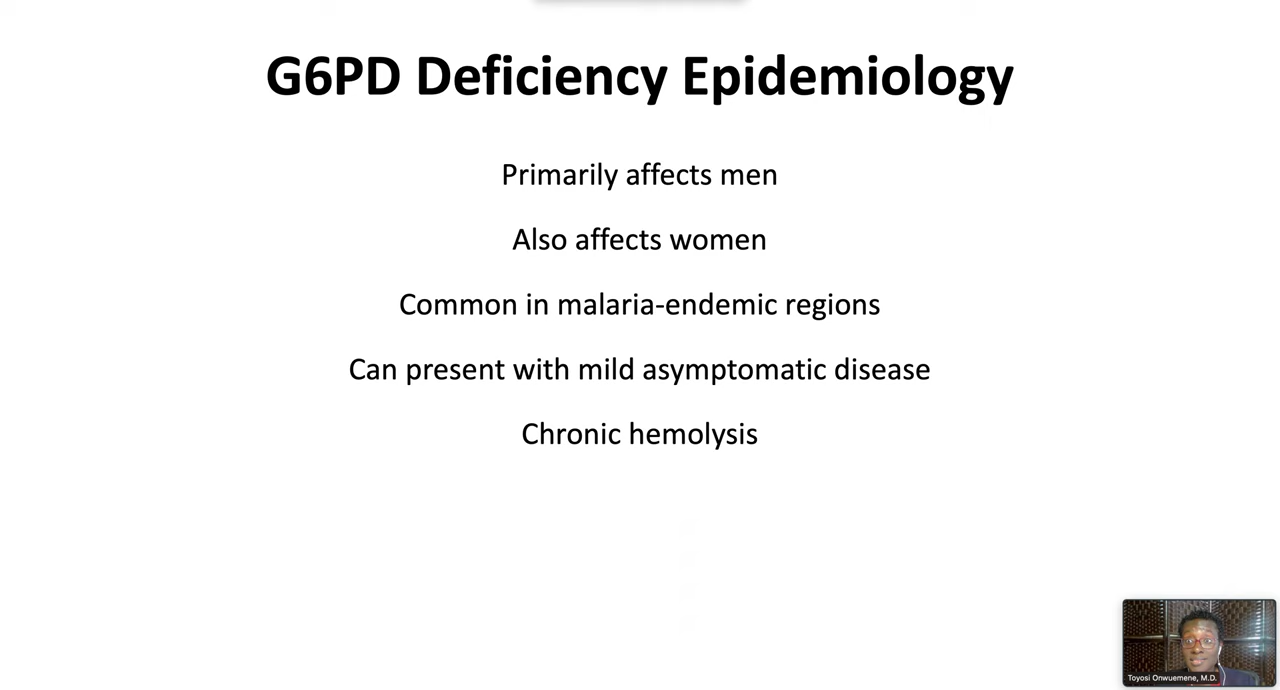 G6PD Deficiency Epidemiology
Primarily affects men
Also affects women
Common in malaria-endemic regions
Can present with mild asymptomatic disease
Chronic hemolysis
Toyosi Onwuemene, M.D.